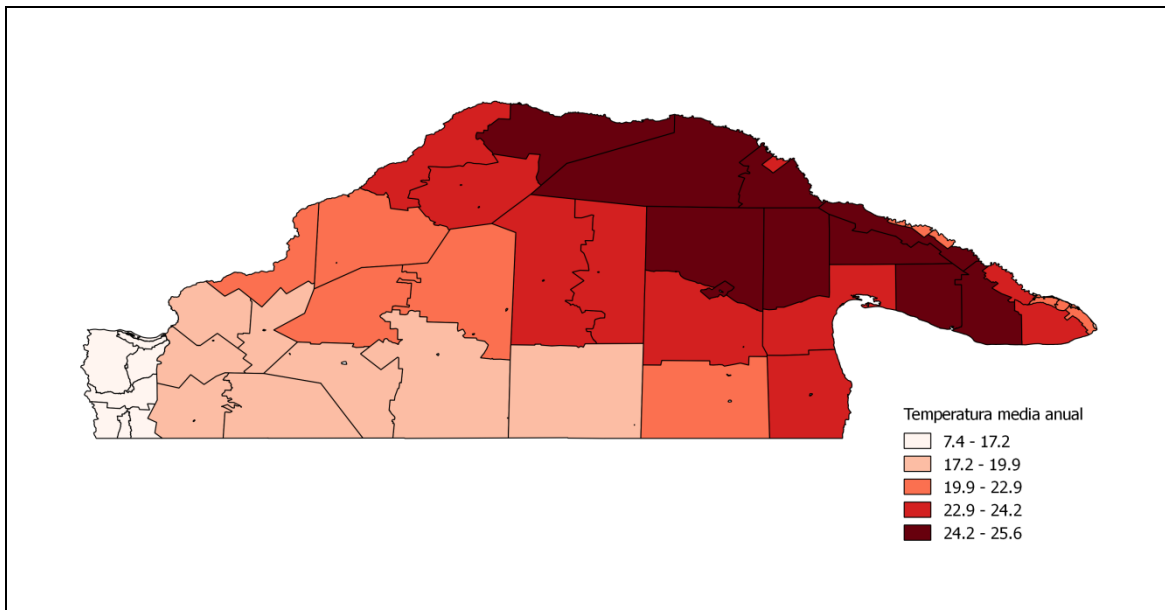 Temperatura media anual
7.4 - 17.2
17.2 - 19.9
19.9 - 22.9
22.9 - 24.2
24.2 - 25.6